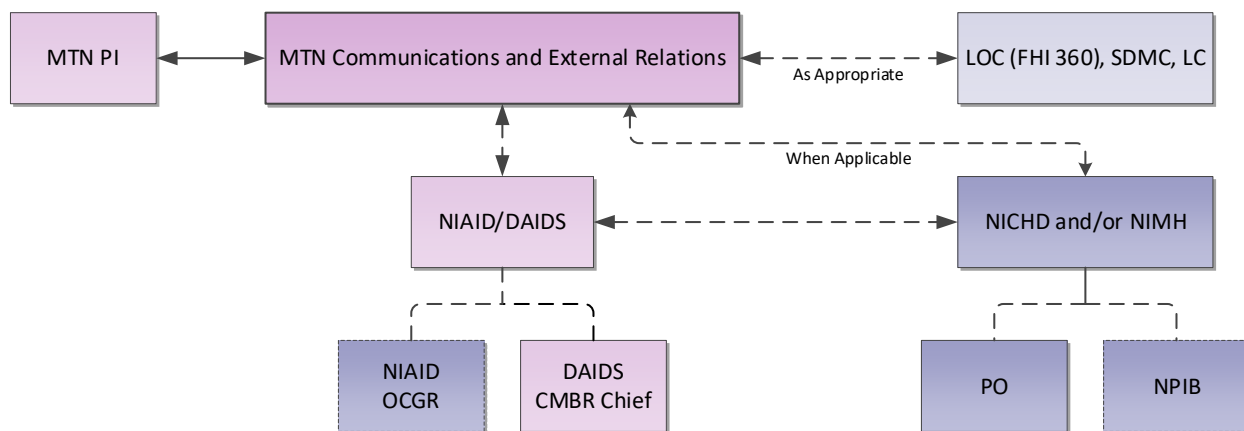 MTN PI
MTN Communications and External Relations
As Appropriate
LOC (FHI 360), SDMC, LC
When Applicable
NIAID/DAIDS
NICHD and/or NIMH
NIAID
OCGR
DAIDS
CMBR Chief
PO
NPIB